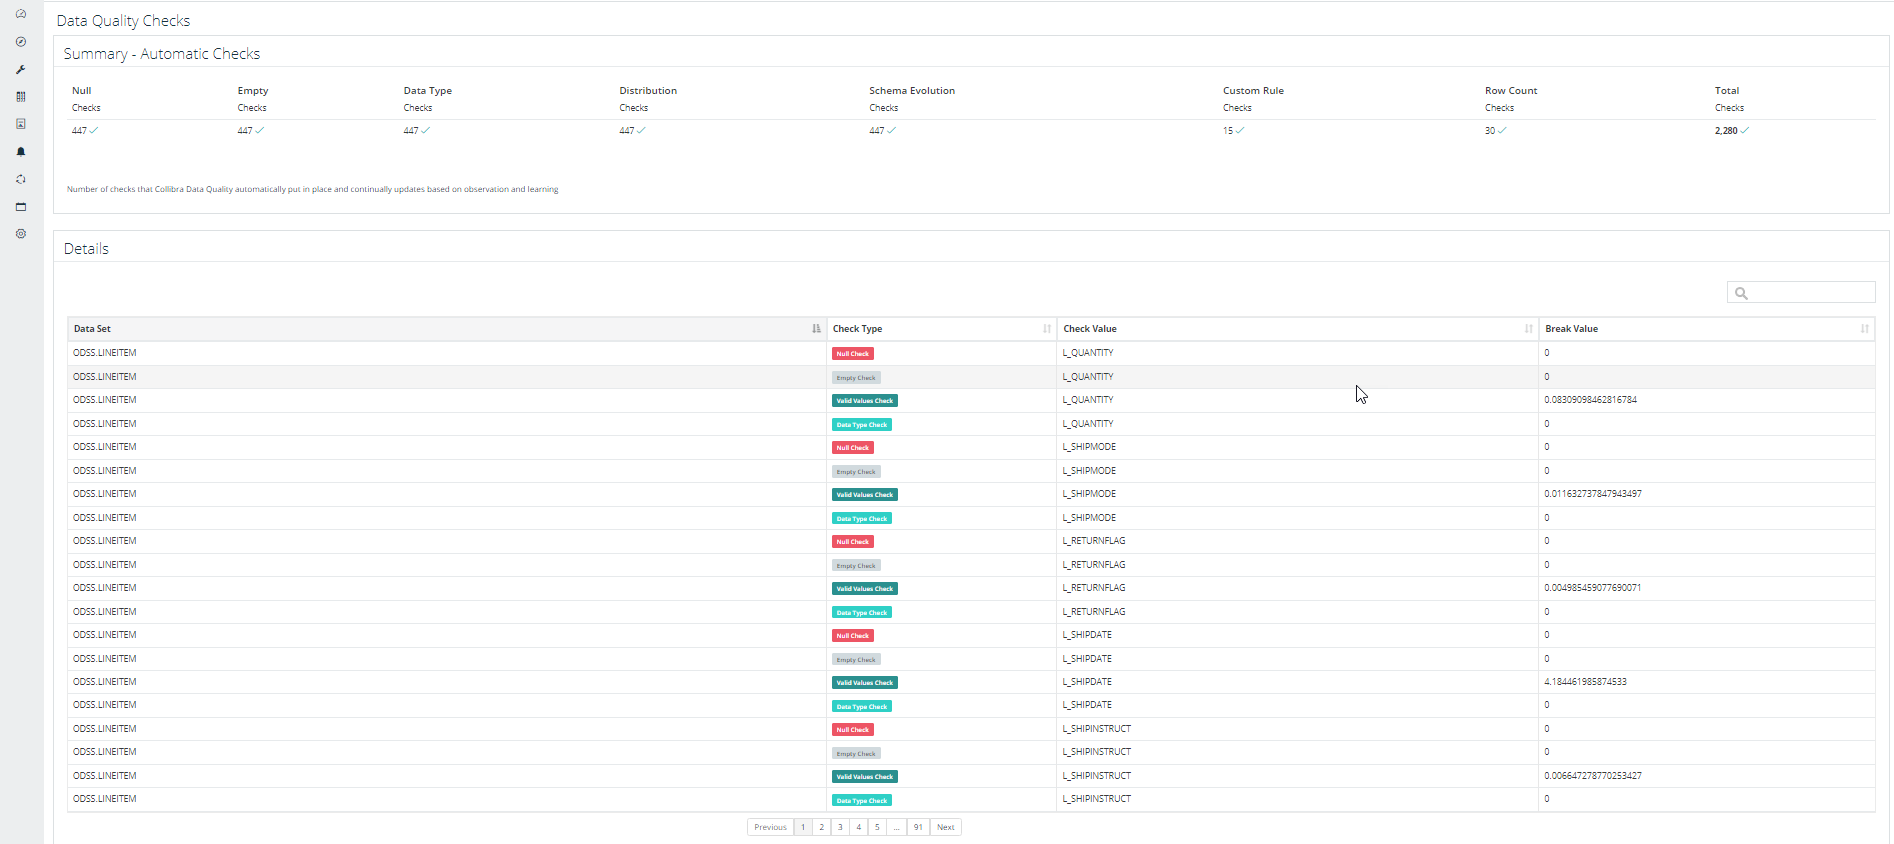 Data Quality Checks
Summary - Automatic Checks
Null Empty Data Type Distribution Schema Evolution Custom Rule Row Count Total
Checks Checks Checks Checks Checks Checks Checks Checks
447 447 447 447 447 15 30 2,280
Number of checks that Collibra Data Quality automatically put in place and continually updates based on observation and learning
Details
Data Set Check Type Check Value Break Value
ODSS.LINEITEM Null Check L_QUANTITY 0
ODSS.LINEITEM Empty Check L_QUANTITY 0
ODSS.LINEITEM Valid Values Check L_QUANTITY 0.08309098462816784
ODSS.LINEITEM Data Type Check L_QUANTITY 0
ODSS.LINEITEM Null Check L_SHIPMODE 0
ODSS.LINEITEM Empty Check L_SHIPMODE 0
ODSS.LINEITEM Valid Values Check L_SHIPMODE 0.011632737847943497
ODSS.LINEITEM Data Type Check L_SHIPMODE 0
ODSS.LINEITEM Null Check L_RETURNFLAG 0
ODSS.LINEITEM Empty Check L_RETURNFLAG 0
ODSS.LINEITEM Valid Values Check L_RETURNFLAG 0.004985459077690071
ODSS.LINEITEM Data Type Check L_RETURNFLAG 0
ODSS.LINEITEM Null Check L_SHIPDATE 0
ODSS.LINEITEM Empty Check L_SHIPDATE 0
ODSS.LINEITEM Valid Values Check L_SHIPDATE 4.184461985874533
ODSS.LINEITEM Data Type Check L_SHIPDATE 0
ODSS.LINEITEM Null Check L_SHIPINSTRUCT 0
ODSS.LINEITEM Empty Check L_SHIPINSTRUCT 0
ODSS.LINEITEM Valid Values Check L_SHIPINSTRUCT 0.006647278770253427
ODSS.LINEITEM Data Type Check L_SHIPINSTRUCT 0
Previous 1 2 3 4 5 ... 91 Next